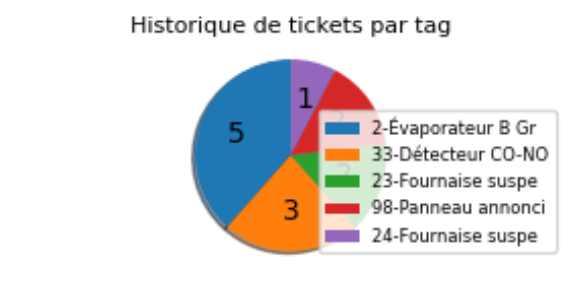 Historique de tickets par tag
1
5
3
2-Évaporateur B Gr
33-Détecteur CO-NO
23-Fournaise suspe
98-Panneau annonci
24-Fournaise suspe